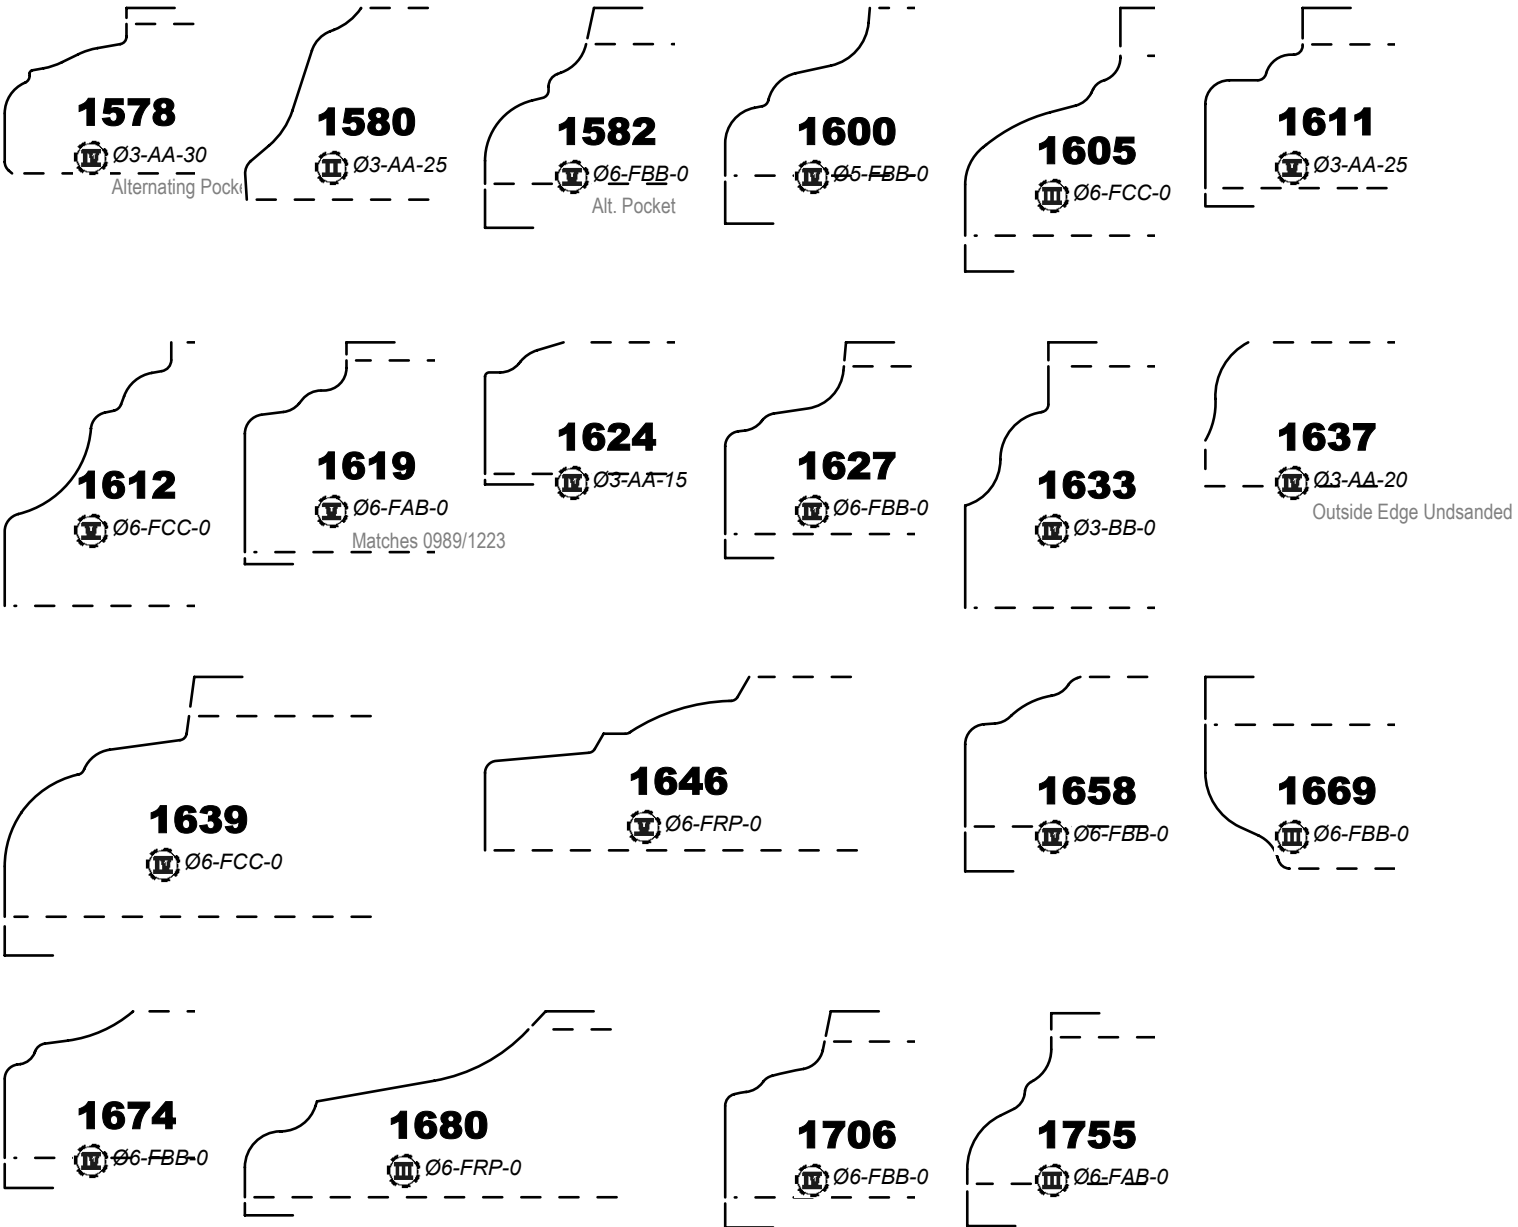 1578
IV Ø3-AA-30
Alternating Pocke
1580
II Ø3-AA-25
1582
V Ø6-FBB-0
Alt. Pocket
1600
IV Ø5-FBB-0
1605
III Ø6-FCC-0
1611
V Ø3-AA-25
1612
V Ø6-FCC-0
1619
V Ø6-FAB-0
Matches 0989/1223
1624
IV Ø3-AA-15
1627
IV Ø6-FBB-0
1633
IV Ø3-BB-0
1637
IV Ø3-AA-20
Outside Edge Undsanded
1639
IV Ø6-FCC-0
1646
V Ø6-FRP-0
1658
IV Ø6-FBB-0
1669
III Ø6-FBB-0
1674
IV Ø6-FBB-0
1680
III Ø6-FRP-0
1706
IV Ø6-FBB-0
1755
III Ø6-FAB-0